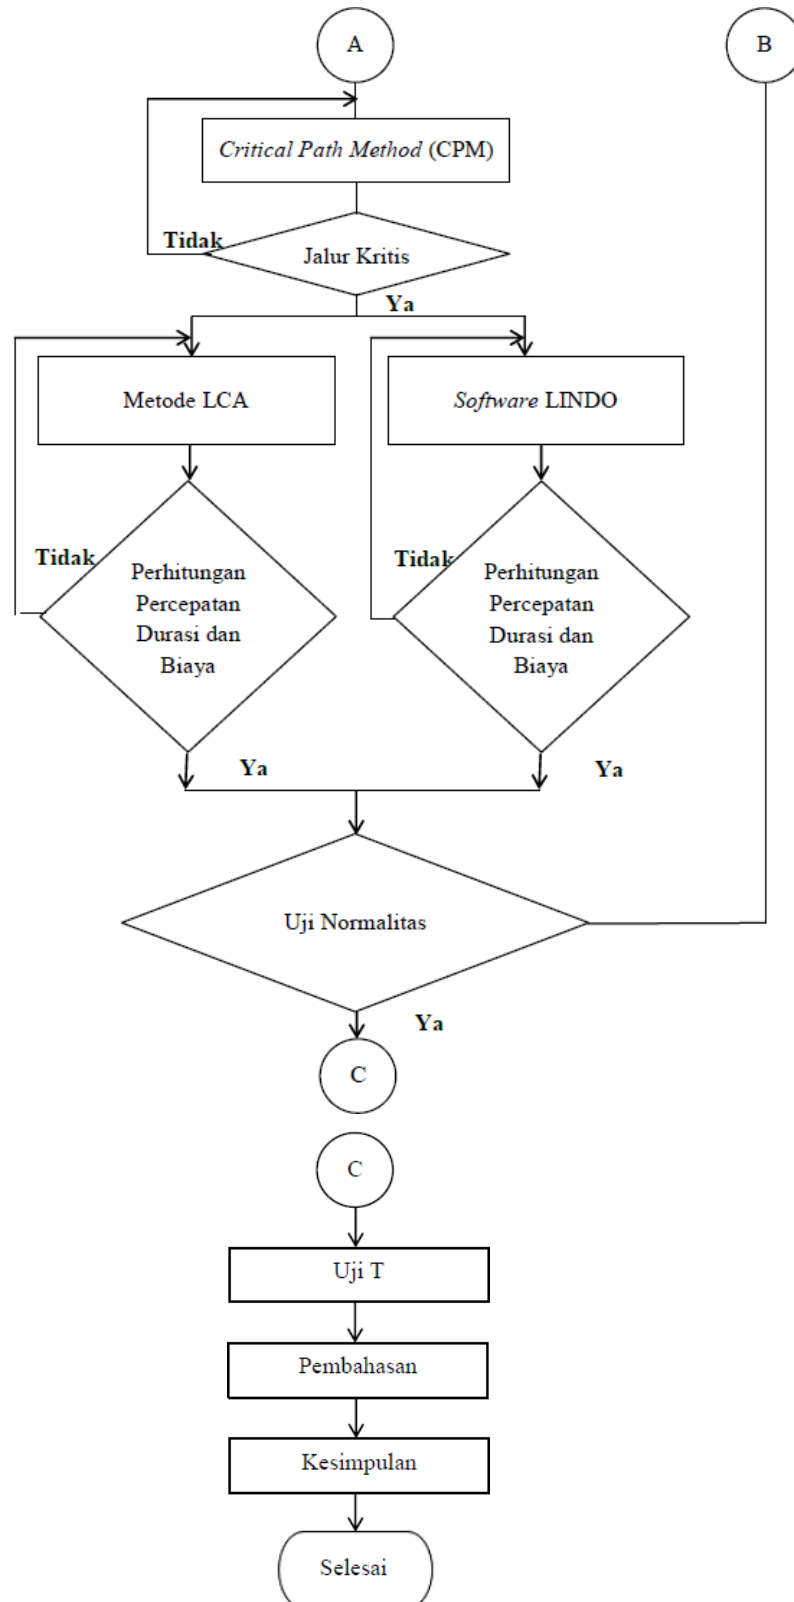 A
B
Critical Path Method (CPM)
Tidak
Jalur Kritis
Ya
Metode LCA
Software LINDO
Tidak
Perhitungan
Percepatan
Durasi dan
Biaya
Tidak
Perhitungan
Percepatan
Durasi dan
Biaya
Ya
Ya
Uji Normalitas
Ya
C
C
Uji T
Pembahasan
Kesimpulan
Selesai